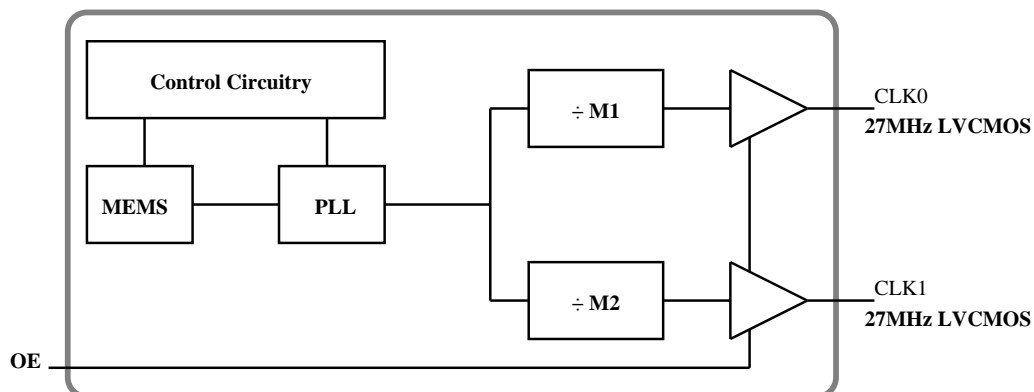 Control Circuitry
MEMS
PLL
÷ M1
÷ M2
CLK0
27MHz LVCMOS
CLK1
27MHz LVCMOS
OE